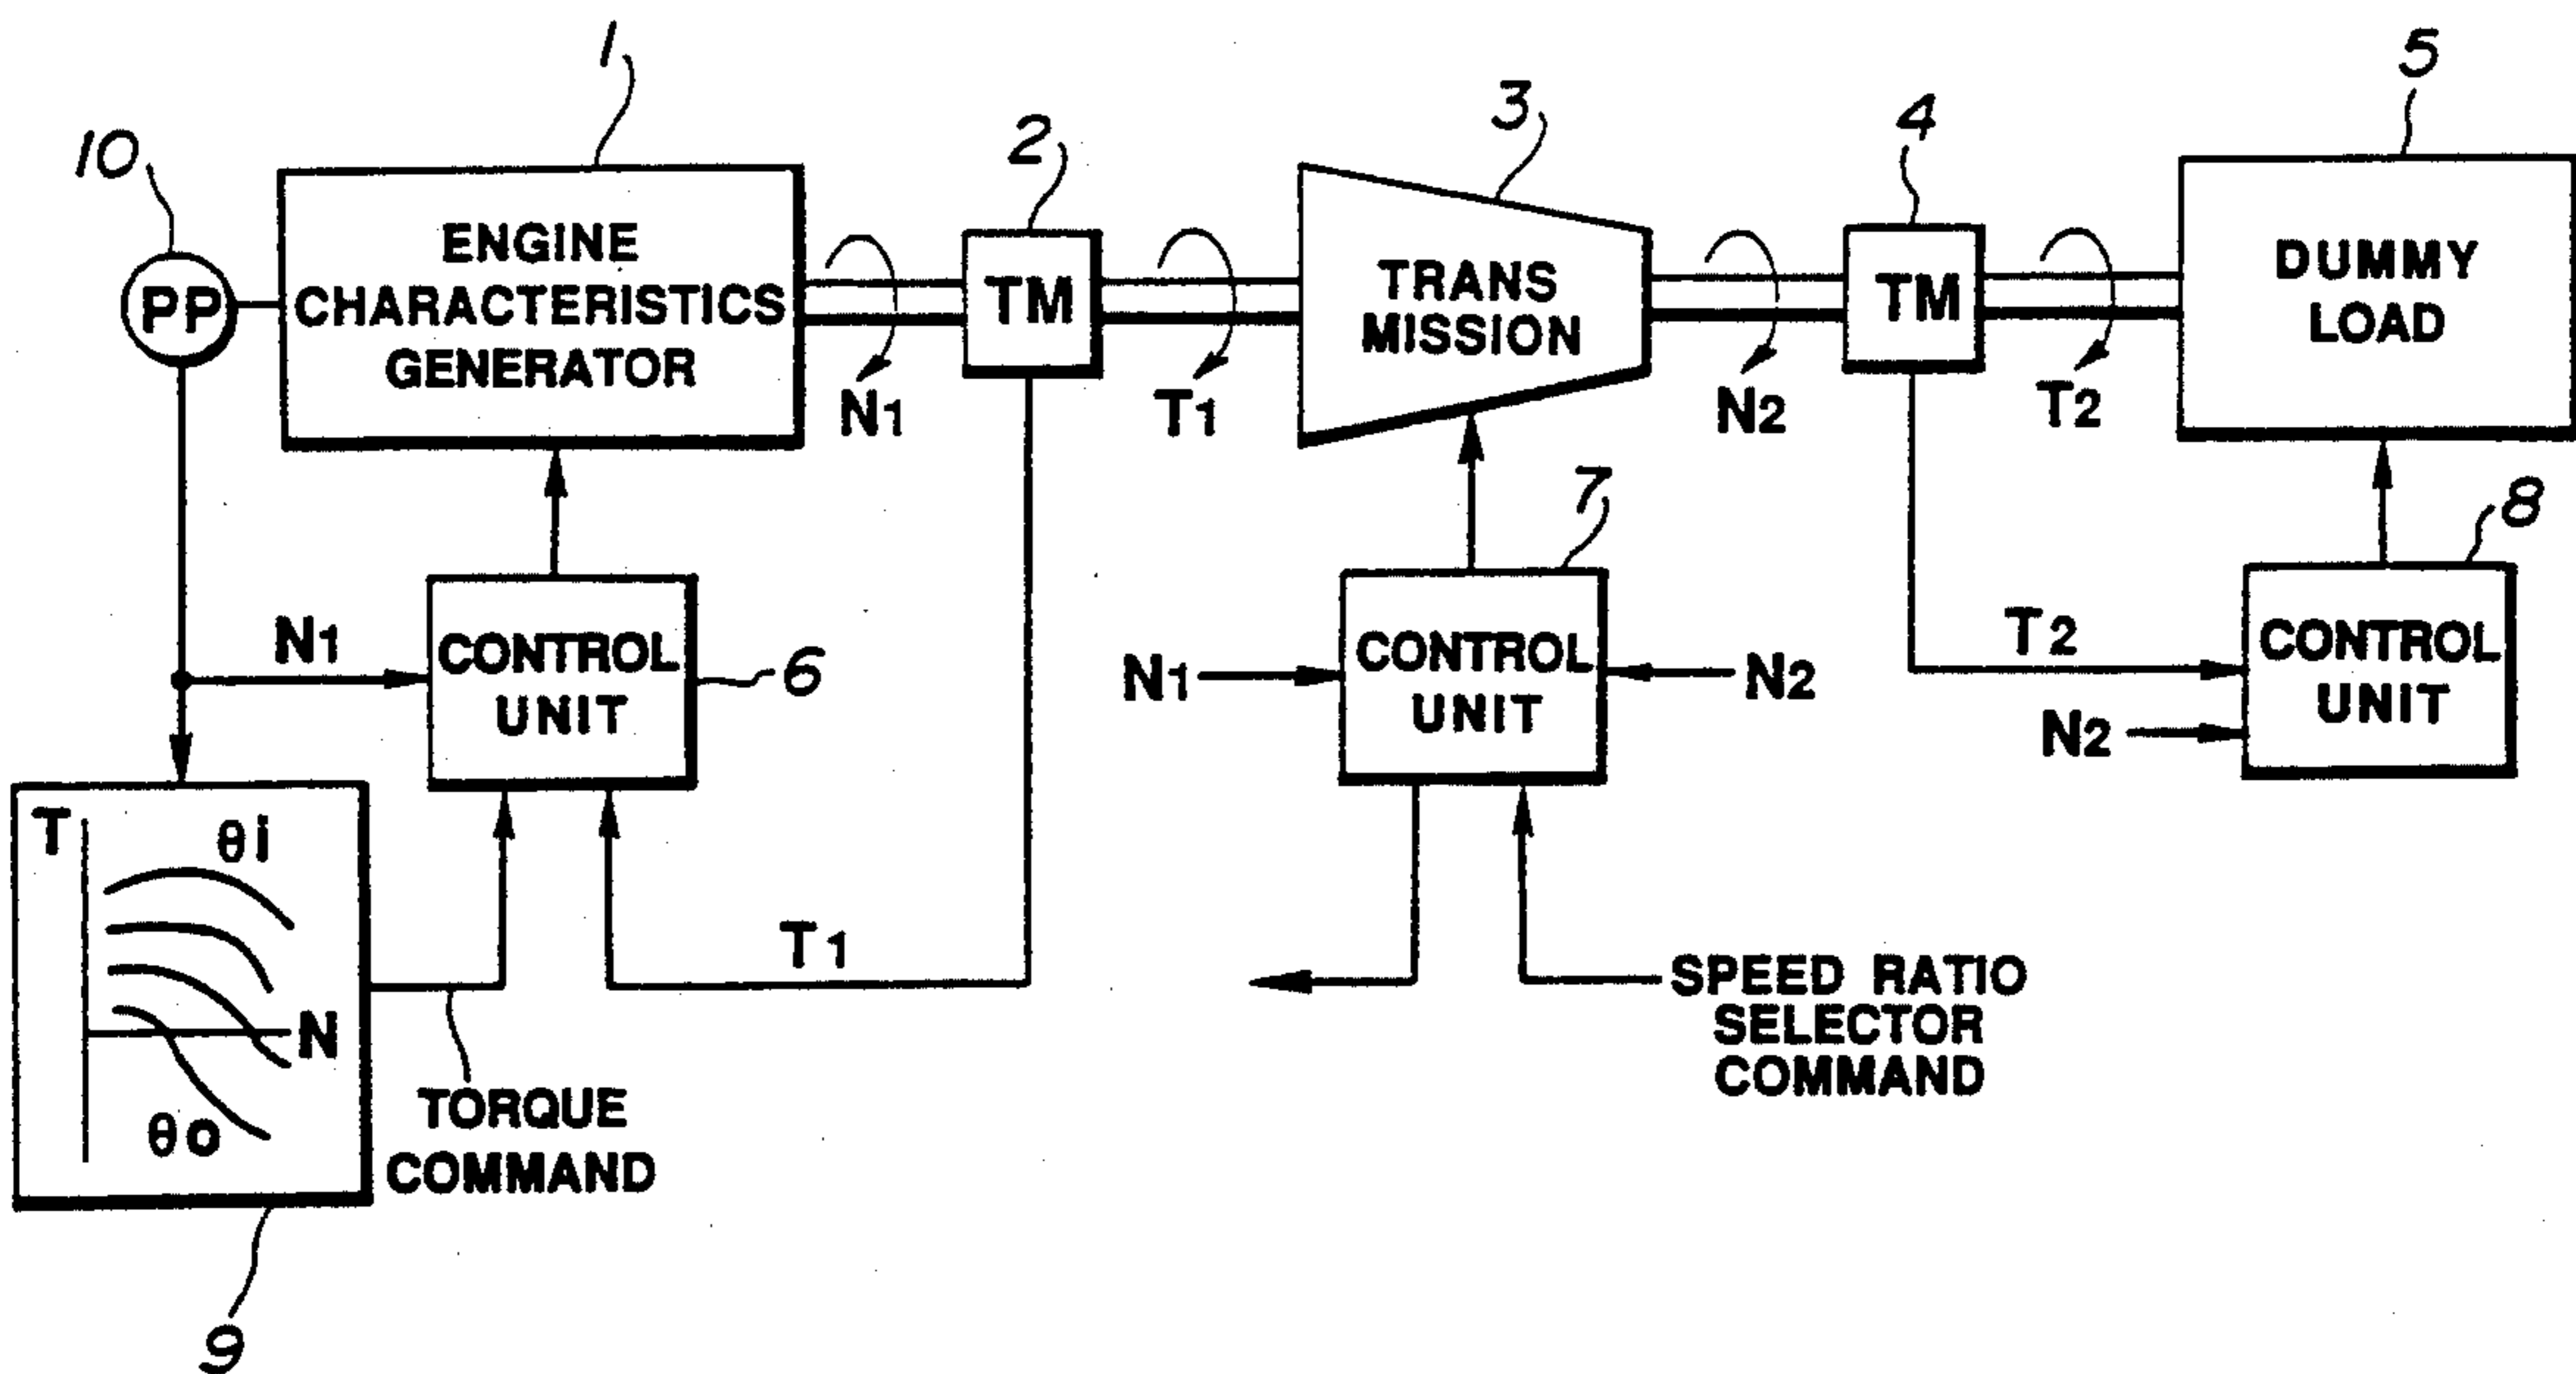 1
2
3
4
5
10
ENGINE
CHARACTERISTICS
GENERATOR
PP
TM
TRANS
MISSION
TM
DUMMY
LOAD
N1
T1
N2
T2
7
8
N1
CONTROL
UNIT
6
N1
CONTROL
UNIT
N2
T2
N2
CONTROL
UNIT
T
θi
N
θo
T1
TORQUE
COMMAND
SPEED RATIO
SELECTOR
COMMAND
9